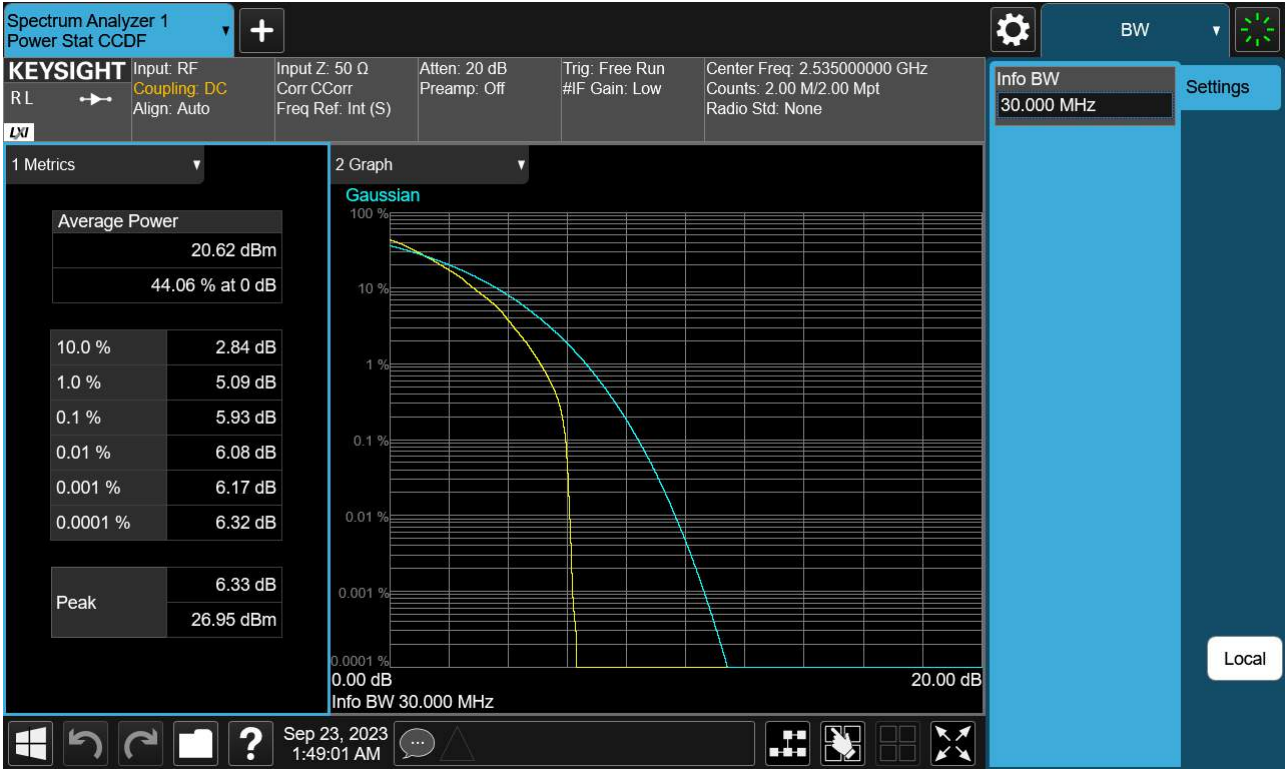 Spectrum Analyzer 1
Power Stat CCDF
+
BW
KEYSIGHT
RL
LXI
Input: RF
Coupling: DC
Align: Auto
Input Z: 50 Ω
Corr CCorr
Freq Ref: Int (S)
Atten: 20 dB
Preamp: Off
Trig: Free Run
#IF Gain: Low
Center Freq: 2.535000000 GHz
Counts: 2.00 M/2.00 Mpt
Radio Std: None
Info BW
30.000 MHz
Settings
1 Metrics
Average Power
20.62 dBm
44.06 % at 0 dB
10.0 % 2.84 dB
1.0 % 5.09 dB
0.1 % 5.93 dB
0.01 % 6.08 dB
0.001 % 6.17 dB
0.0001 % 6.32 dB
Peak
6.33 dB
26.95 dBm
2 Graph
Gaussian
100 %
10 %
1 %
0.1 %
0.01 %
0.001 %
0.0001 %
0.00 dB 20.00 dB
Info BW 30.000 MHz
Local
?
Sep 23, 2023
1:49:01 AM